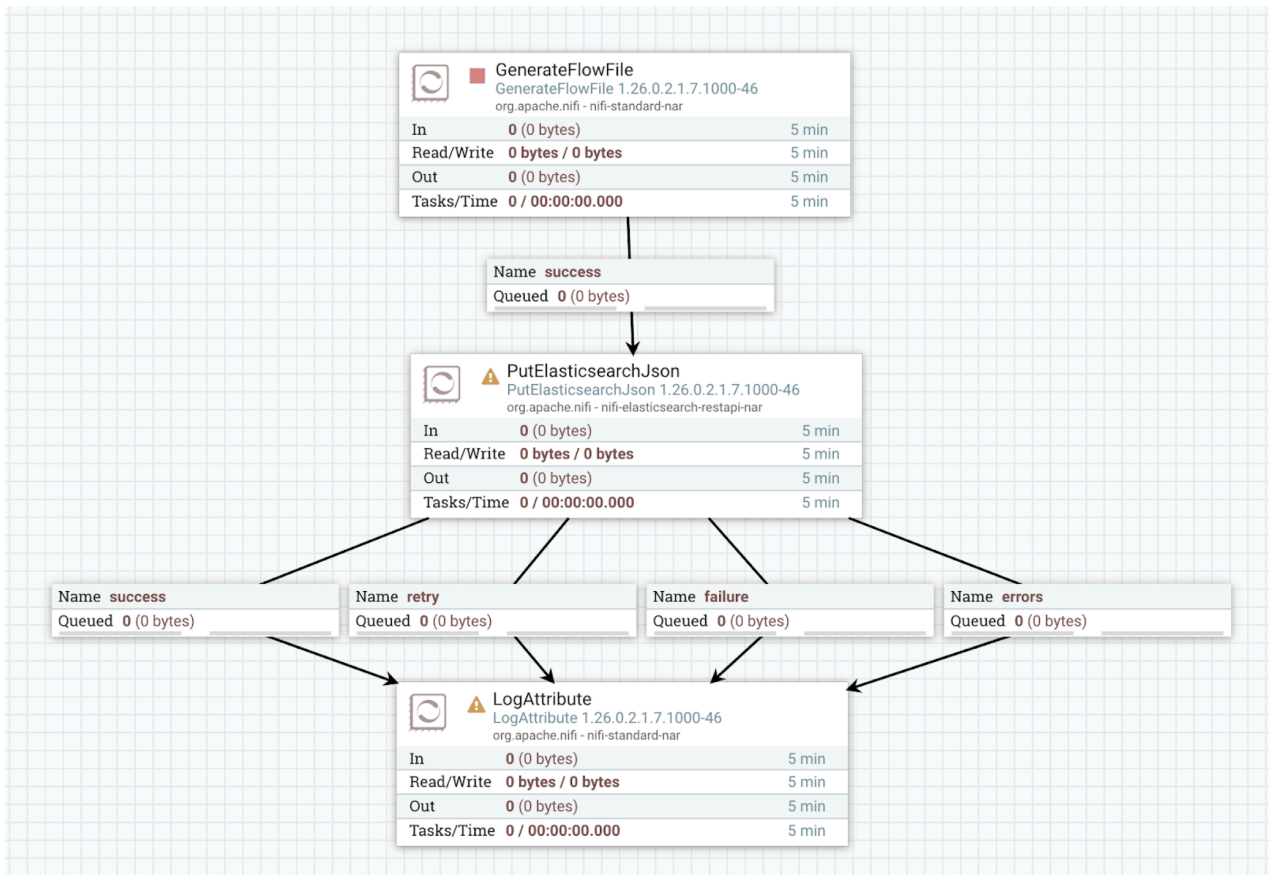 GenerateFlowFile
GenerateFlowFile 1.26.0.2.1.7.1000-46
org.apache.nifi - nifi-standard-nar
In 0 (0 bytes) 5 min
Read/Write 0 bytes / 0 bytes 5 min
Out 0 (0 bytes) 5 min
Tasks/Time 0 / 00:00:00.000 5 min
Name success
Queued 0 (0 bytes)
PutElasticsearchJson
PutElasticsearchJson 1.26.0.2.1.7.1000-46
org.apache.nifi - nifi-elasticsearch-restapi-nar
In 0 (0 bytes) 5 min
Read/Write 0 bytes / 0 bytes 5 min
Out 0 (0 bytes) 5 min
Tasks/Time 0 / 00:00:00.000 5 min
Name success
Queued 0 (0 bytes)
Name retry
Queued 0 (0 bytes)
Name failure
Queued 0 (0 bytes)
Name errors
Queued 0 (0 bytes)
LogAttribute
LogAttribute 1.26.0.2.1.7.1000-46
org.apache.nifi - nifi-standard-nar
In 0 (0 bytes) 5 min
Read/Write 0 bytes / 0 bytes 5 min
Out 0 (0 bytes) 5 min
Tasks/Time 0 / 00:00:00.000 5 min